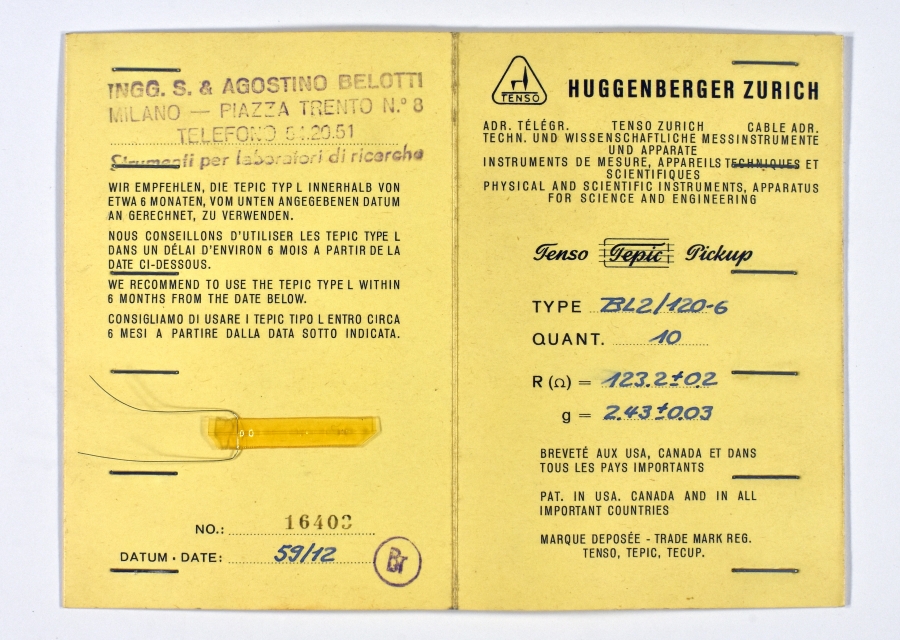 INGG. S. & AGOSTINO BELOTTI
MILANO — PIAZZA TRENTO N.° 8
TELEFONO 5 .20.51
Strumenti per laboratori di ricerche
WIR EMPFEHLEN, DIE TEPIC TYP L INNERHALB VON
ETWA 6 MONATEN, VOM UNTEN ANGEGEBENEN DATUM
AN GERECHNET, ZU VERWENDEN.
NOUS CONSEILLONS D'UTILISER LES TEPIC TYPE L
DANS UN DÉLAI D'ENVIRON 6 MOIS A PARTIR DE LA
DATE CI-DESSOUS.
WE RECOMMEND TO USE THE TEPIC TYPE L WITHIN
6 MONTHS FROM THE DATE BELOW.
CONSIGLIAMO DI USARE I TEPIC TIPO L ENTRO CIRCA
6 MESI A PARTIRE DALLA DATA SOTTO INDICATA.
NO.: 16403
DATUM · DATE: 59/12
TENSO
HUGGENBERGER ZURICH
ADR. TÉLÉGR. TENSO ZURICH CABLE ADR.
TECHN. UND WISSENSCHAFTLICHE MESSINSTRUMENTE
UND APPARATE
INSTRUMENTS DE MESURE, APPAREILS TECHNIQUES ET
SCIENTIFIQUES
PHYSICAL AND SCIENTIFIC INSTRUMENTS, APPARATUS
FOR SCIENCE AND ENGINEERING
Tenso Tepic Pickup
TYPE BL2/120-6
QUANT. 10
R (Ω) = 123.2±0.2
g = 2.43±0.03
BREVETÉ AUX USA, CANADA ET DANS
TOUS LES PAYS IMPORTANTS
PAT. IN USA. CANADA AND IN ALL
IMPORTANT COUNTRIES
MARQUE DEPOSÉE - TRADE MARK REG.
TENSO, TEPIC, TECUP.